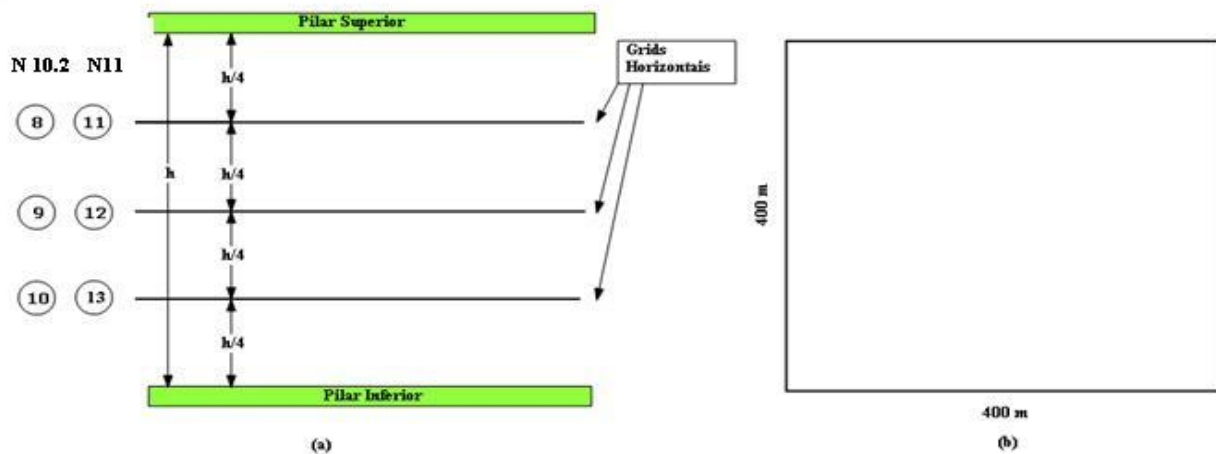 Pilar Superior
Grids
Horizontais
N 10.2 N11
h/4
8 11
h
h/4
9 12
h/4
10 13
h/4
Pilar Inferior
(a)
400 m
400 m
(b)